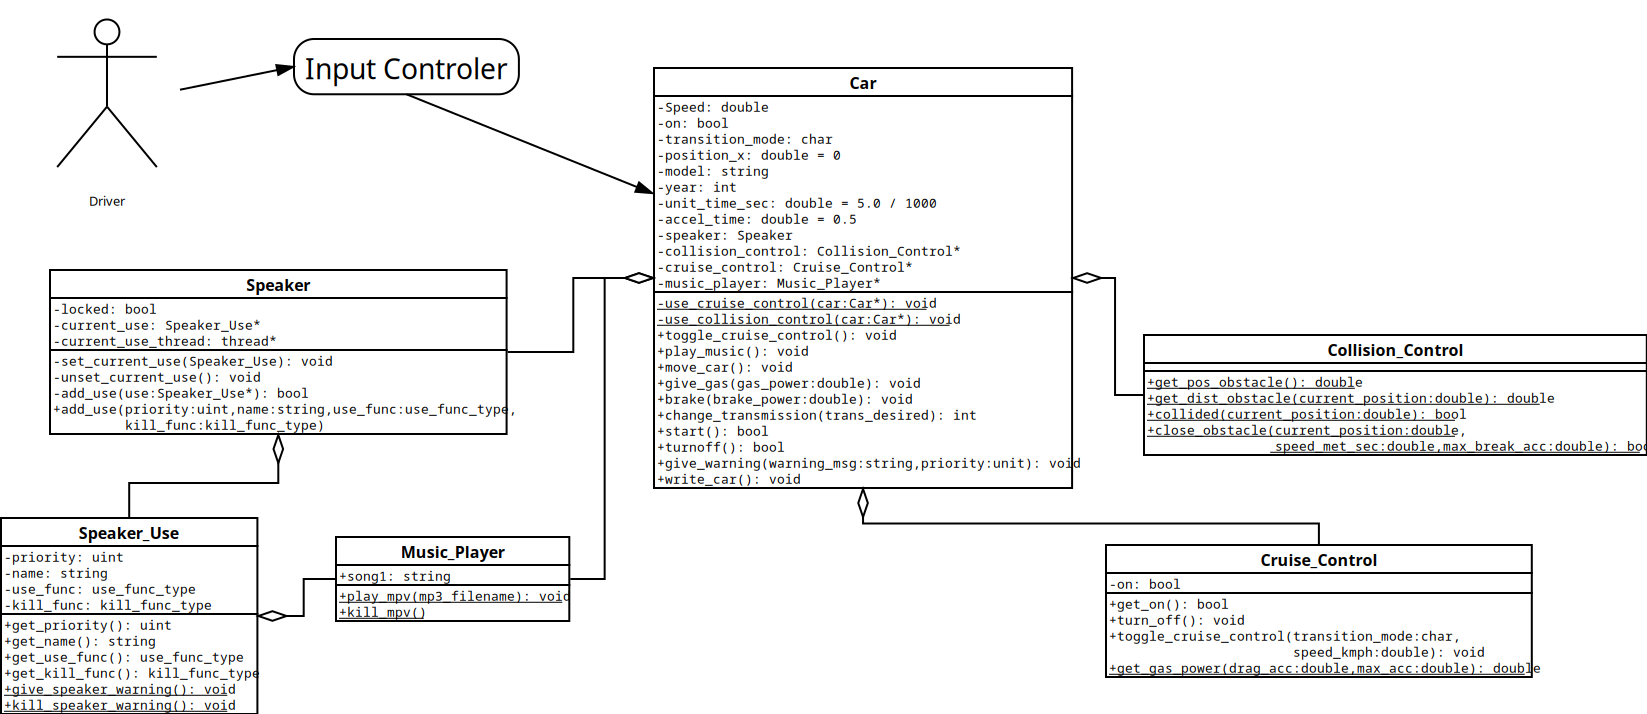 Driver
Input Controler
Car
-Speed: double
-on: bool
-transition_mode: char
-position_x: double = 0
-model: string
-year: int
-unit_time_sec: double = 5.0 / 1000
-accel_time: double = 0.5
-speaker: Speaker
-collision_control: Collision_Control*
-cruise_control: Cruise_Control*
-music_player: Music_Player*
-use_cruise_control(car:Car*): void
-use_collision_control(car:Car*): void
+toggle_cruise_control(): void
+play_music(): void
+move_car(): void
+give_gas(gas_power:double): void
+brake(brake_power:double): void
+change_transmission(trans_desired): int
+start(): bool
+turnoff(): bool
+give_warning(warning_msg:string,priority:unit): void
+write_car(): void
Speaker
-locked: bool
-current_use: Speaker_Use*
-current_use_thread: thread*
-set_current_use(Speaker_Use): void
-unset_current_use(): void
-add_use(use:Speaker_Use*): bool
+add_use(priority:uint,name:string,use_func:use_func_type,
kill_func:kill_func_type)
Collision_Control
+get_pos_obstacle(): double
+get_dist_obstacle(current_position:double): double
+collided(current_position:double): bool
+close_obstacle(current_position:double,
speed_met_sec:double,max_break_acc:double):
Speaker_Use
-priority: uint
-name: string
-use_func: use_func_type
-kill_func: kill_func_type
+get_priority(): uint
+get_name(): string
+get_use_func(): use_func_type
+get_kill_func(): kill_func_type
+give_speaker_warning(): void
+kill_speaker_warning(): void
Music_Player
+song1: string
+play_mpv(mp3_filename): void
+kill_mpv()
Cruise_Control
-on: bool
+get_on(): bool
+turn_off(): void
+toggle_cruise_control(transition_mode:char,
speed_kmph:double): void
+get_gas_power(drag_acc:double,max_acc:double): double